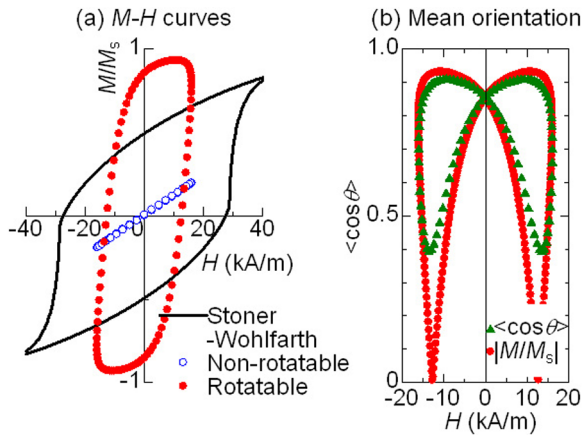 (a) M-H curves
M/Ms
1
-40
-20
20
40
H (kA/m)
Stoner
-Wohlfarth
Non-rotatable
Rotatable
-1
(b) Mean orientation
1.0
<cosθ>
0.5
<cosθ>
|M/Ms|
0
-20
-10
0
10
20
H (kA/m)